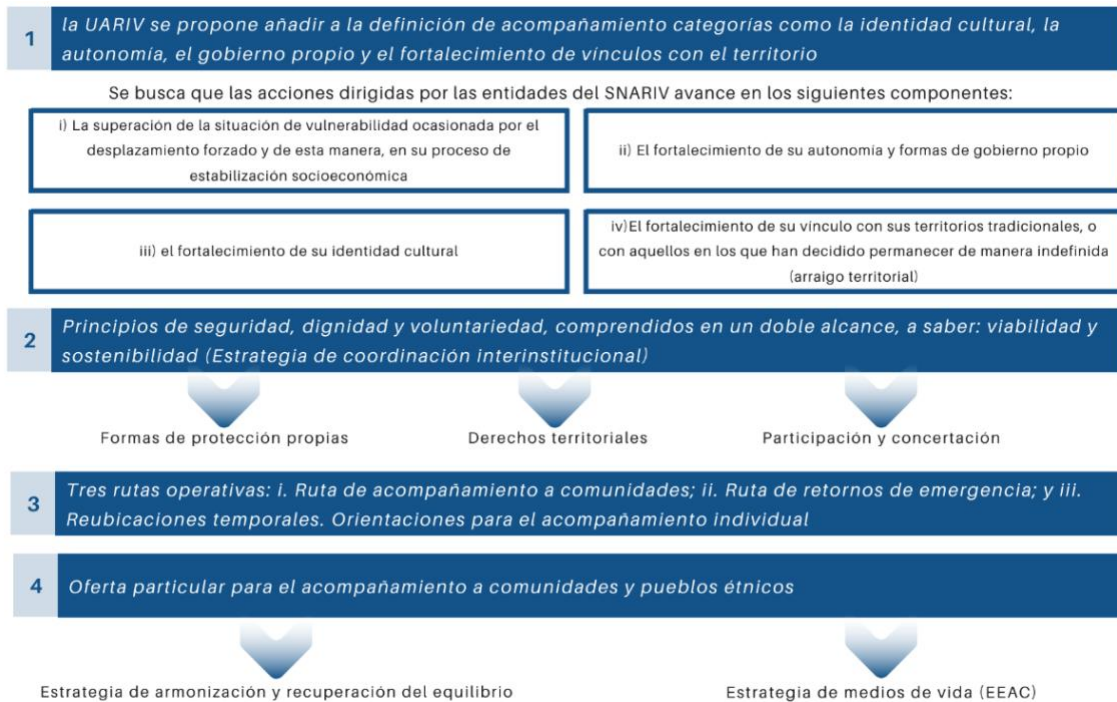 1
la UARIV se propone añadir a la definición de acompañamiento categorías como la identidad cultural, la
autonomía, el gobierno propio y el fortalecimiento de vínculos con el territorio
Se busca que las acciones dirigidas por las entidades del SNARIV avance en los siguientes componentes:
i) La superación de la situación de vulnerabilidad ocasionada por el
desplazamiento forzado y de esta manera, en su proceso de
estabilización socioeconómica
ii) El fortalecimiento de su autonomía y formas de gobierno propio
iii) el fortalecimiento de su identidad cultural
iv)El fortalecimiento de su vínculo con sus territorios tradicionales, o
con aquellos en los que han decidido permanecer de manera indefinida
(arraigo territorial)
2
Principios de seguridad, dignidad y voluntariedad, comprendidos en un doble alcance, a saber: viabilidad y
sostenibilidad (Estrategia de coordinación interinstitucional)
Formas de protección propias
Derechos territoriales
Participación y concertación
3
Tres rutas operativas: i. Ruta de acompañamiento a comunidades; ii. Ruta de retornos de emergencia; y iii.
Reubicaciones temporales. Orientaciones para el acompañamiento individual
4
Oferta particular para el acompañamiento a comunidades y pueblos étnicos
Estrategia de armonización y recuperación del equilibrio
Estrategia de medios de vida (EEAC)